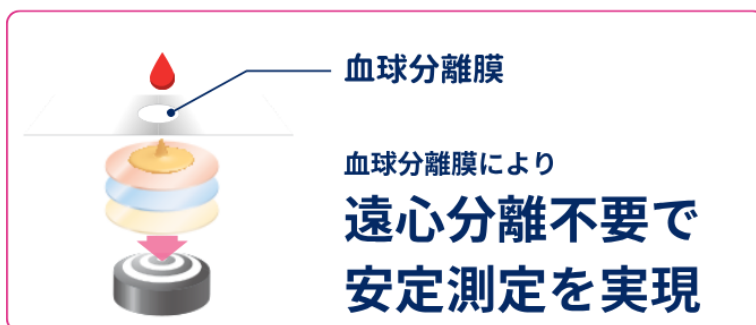 血球分離膜
血球分離膜により
遠心分離不要で
安定測定を実現